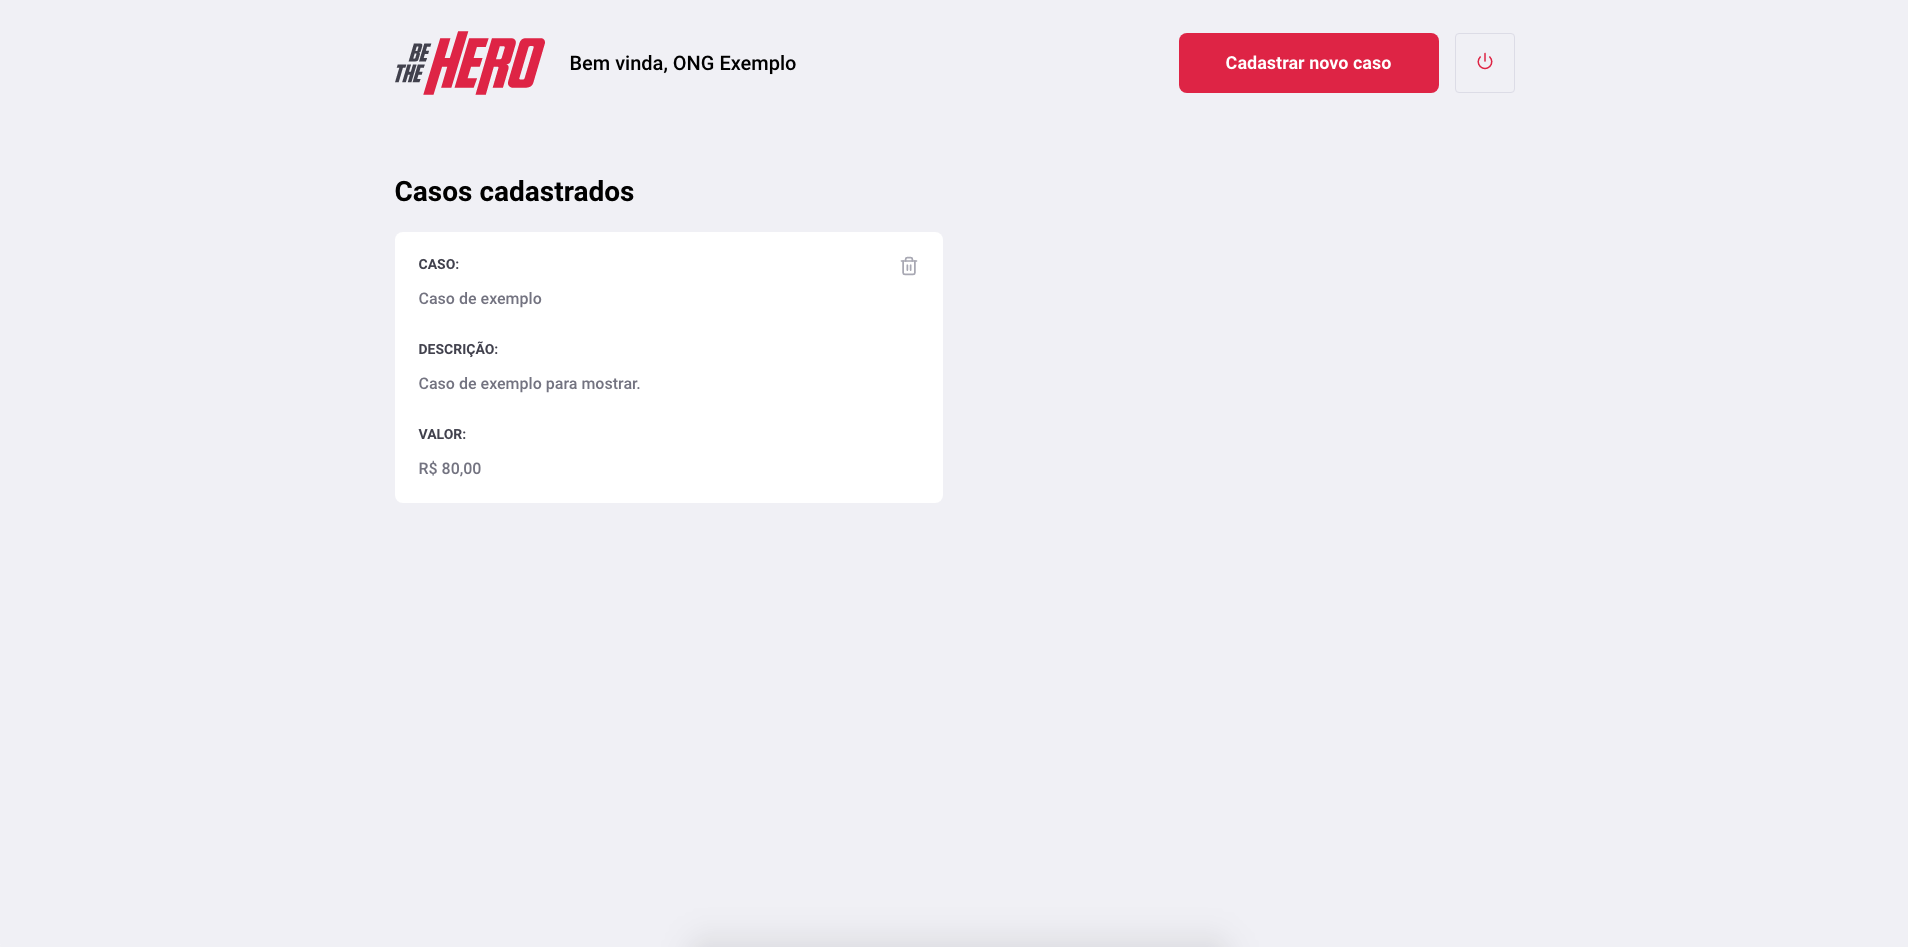 BE
THE HERO
Bem vinda, ONG Exemplo
Cadastrar novo caso
Casos cadastrados
CASO:
Caso de exemplo
DESCRIÇÃO:
Caso de exemplo para mostrar.
VALOR:
R$ 80,00